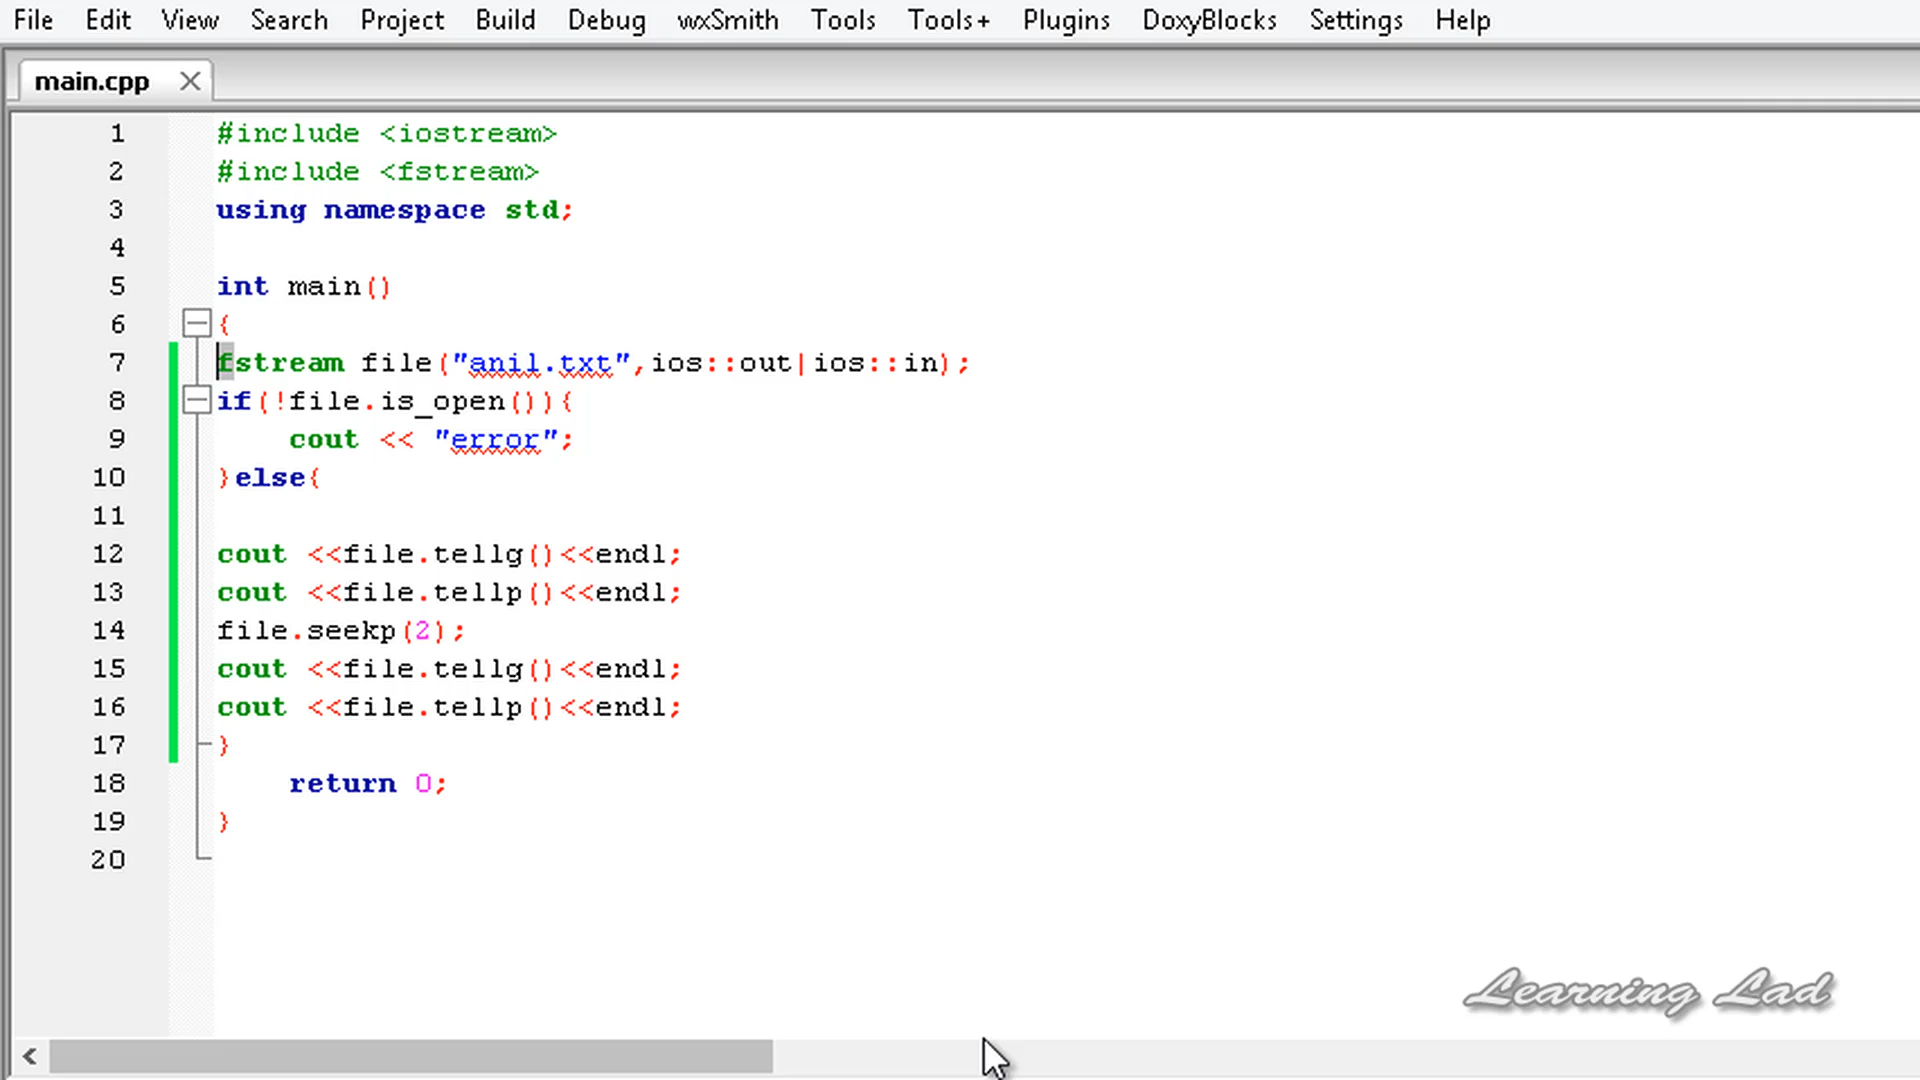 File Edit View Search Project Build Debug wxSmith Tools Tools+ Plugins DoxyBlocks Settings Help
main.cpp
1 #include <iostream>
2 #include <fstream>
3 using namespace std;
4
5 int main()
6 {
7 fstream file("anil.txt",ios::out|ios::in);
8 if(!file.is_open()){
9     cout << "error";
10 }else{
11
12 cout <<file.tellg()<<endl;
13 cout <<file.tellp()<<endl;
14 file.seekp(2);
15 cout <<file.tellg()<<endl;
16 cout <<file.tellp()<<endl;
17 }
18     return 0;
19 }
20
Learning Lad